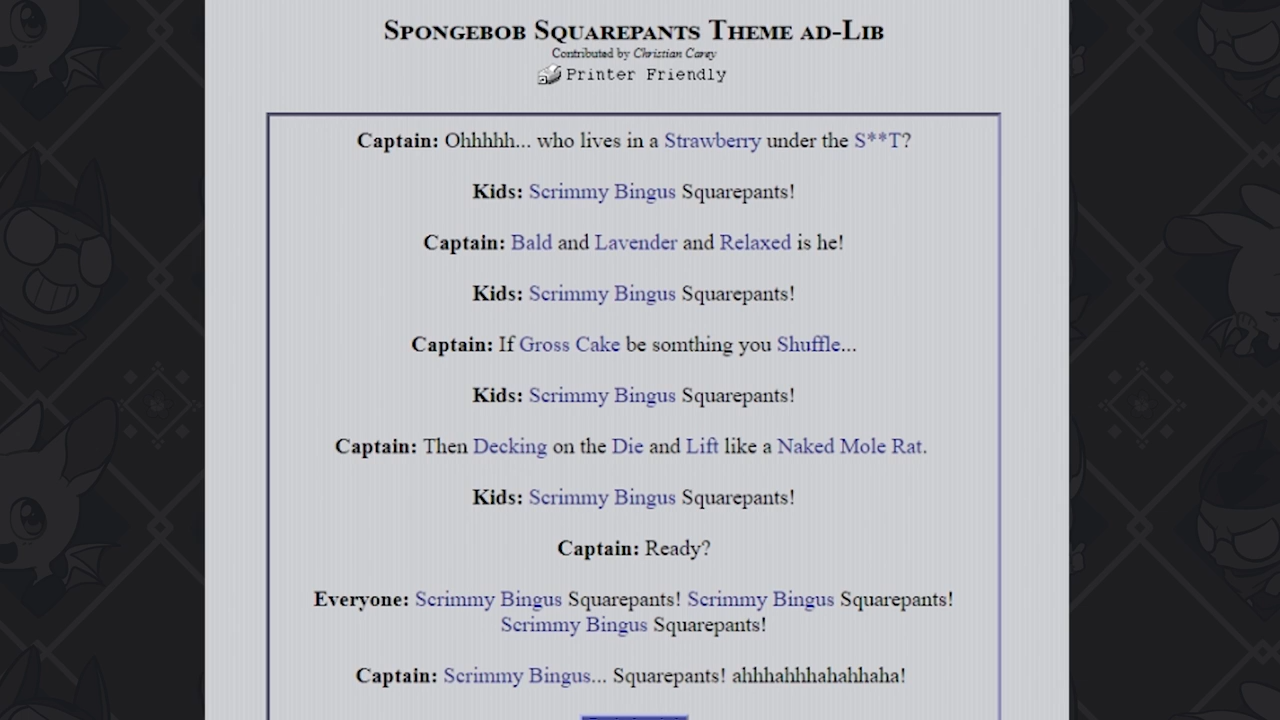 Spongebob Squarepants Theme ad-Lib
Contributed by Christian Carey
Printer Friendly
Captain: Ohhhhh... who lives in a Strawberry under the S**T?
Kids: Scrimmy Bingus Squarepants!
Captain: Bald and Lavender and Relaxed is he!
Kids: Scrimmy Bingus Squarepants!
Captain: If Gross Cake be somthing you Shuffle...
Kids: Scrimmy Bingus Squarepants!
Captain: Then Decking on the Die and Lift like a Naked Mole Rat.
Kids: Scrimmy Bingus Squarepants!
Captain: Ready?
Everyone: Scrimmy Bingus Squarepants! Scrimmy Bingus Squarepants!
Scrimmy Bingus Squarepants!
Captain: Scrimmy Bingus... Squarepants! ahhhahhhahahhaha!